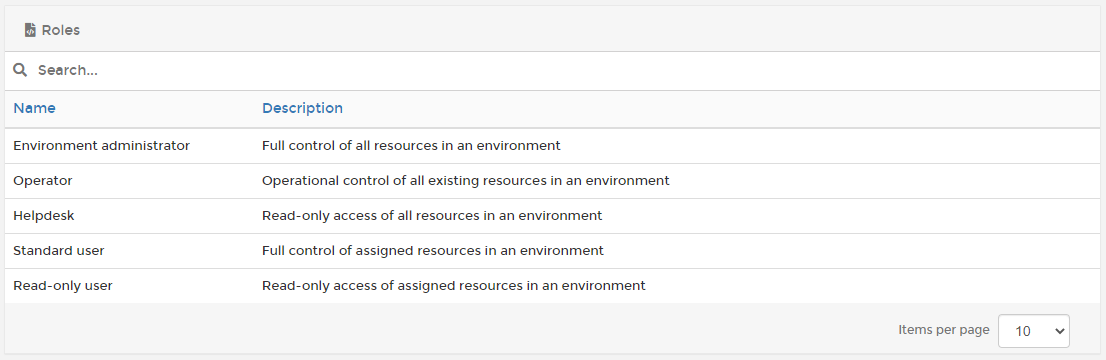 Roles
Search...
Name Description
Environment administrator Full control of all resources in an environment
Operator Operational control of all existing resources in an environment
Helpdesk Read-only access of all resources in an environment
Standard user Full control of assigned resources in an environment
Read-only user Read-only access of assigned resources in an environment
Items per page 10